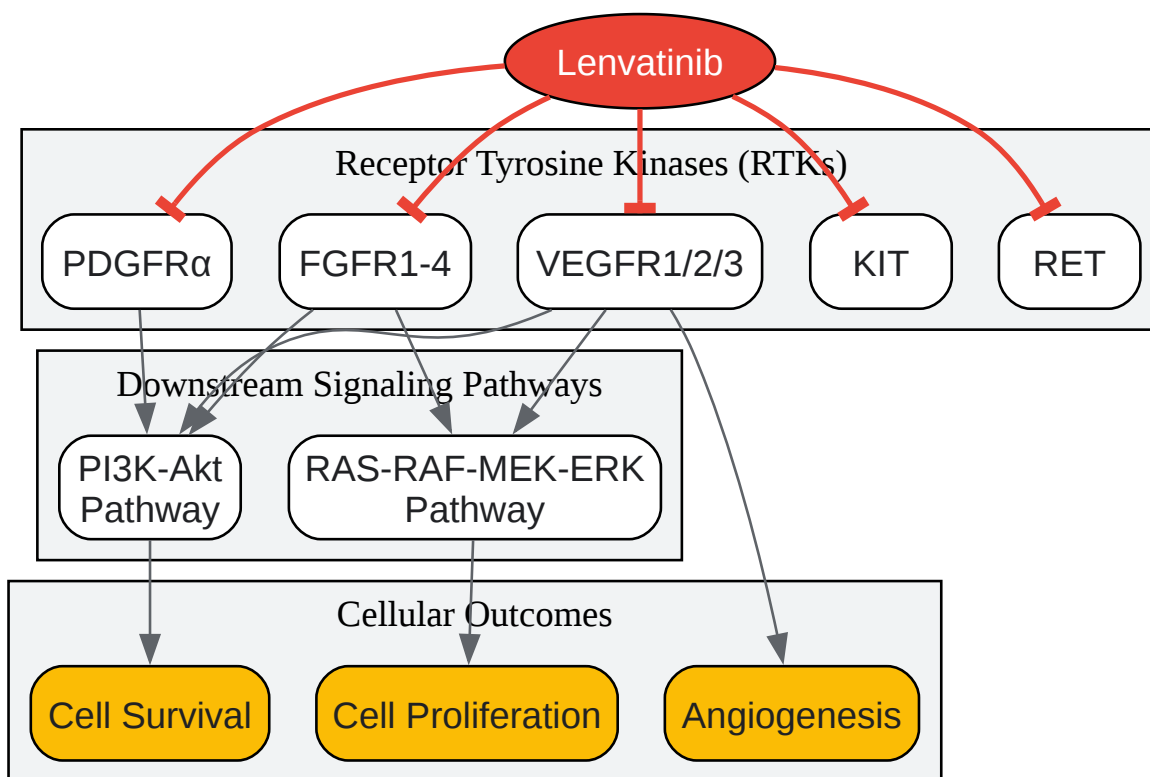 Lenvatinib
Receptor Tyrosine Kinases (RTKs)
PDGFRα
FGFR1-4
VEGFR1/2/3
KIT
RET
Downstream Signaling Pathways
PI3K-Akt
Pathway
RAS-RAF-MEK-ERK
Pathway
Cellular Outcomes
Cell Survival
Cell Proliferation
Angiogenesis